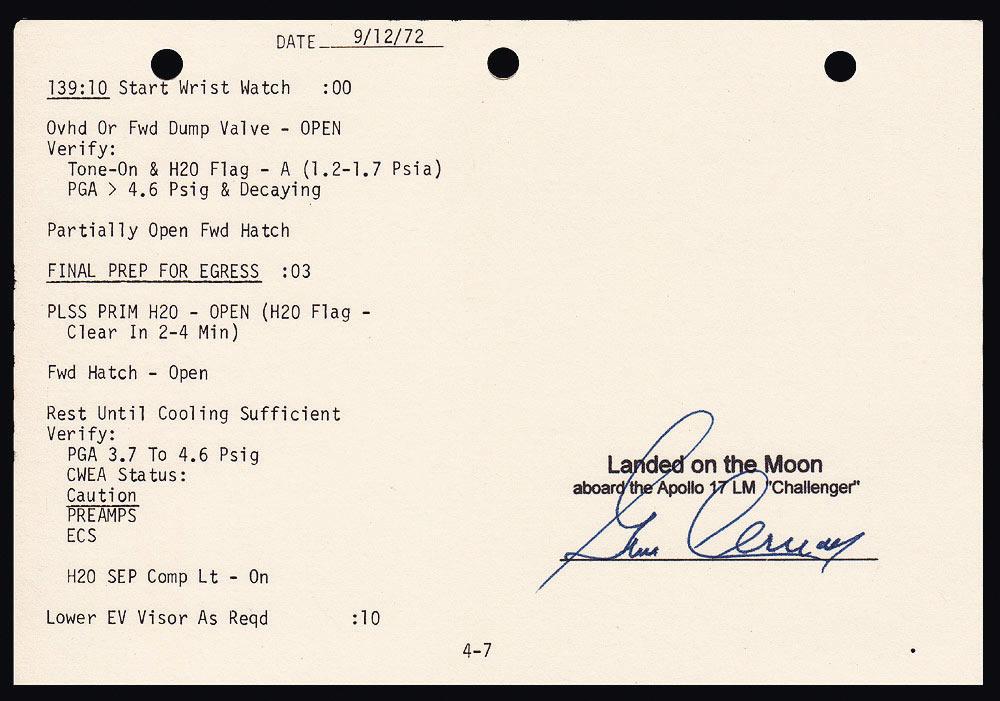 DATE 9/12/72
139:10 Start Wrist Watch :00
Ovhd Or Fwd Dump Valve - OPEN
Verify:
Tone-On & H2O Flag - A (1.2-1.7 Psia)
PGA > 4.6 Psig & Decaying
Partially Open Fwd Hatch
FINAL PREP FOR EGRESS :03
PLSS PRIM H2O - OPEN (H2O Flag -
Clear In 2-4 Min)
Fwd Hatch - Open
Rest Until Cooling Sufficient
Verify:
PGA 3.7 To 4.6 Psig
CWEA Status:
Caution
PREAMPS
ECS
H2O SEP Comp Lt - On
Lower EV Visor As Reqd :10
Landed on the Moon
aboard the Apollo 17 LM "Challenger"
Gene Cernan
4-7